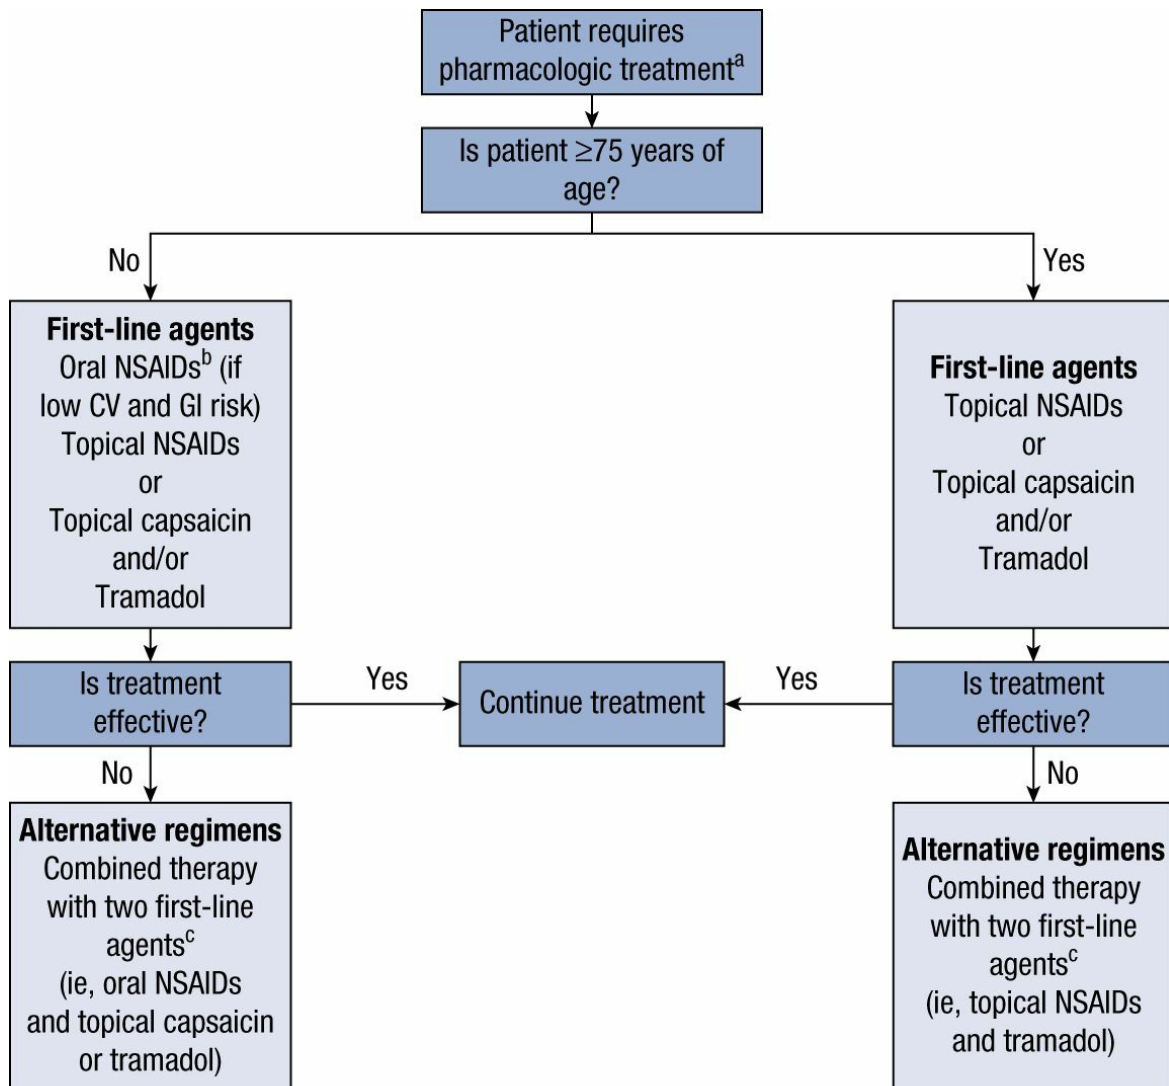 Patient requires
pharmacologic treatmentᵃ
Is patient ≥75 years of
age?
No
Yes
First-line agents
Oral NSAIDsᵇ (if
low CV and GI risk)
Topical NSAIDs
or
Topical capsaicin
and/or
Tramadol
First-line agents
Topical NSAIDs
or
Topical capsaicin
and/or
Tramadol
Is treatment
effective?
Yes
Continue treatment
Yes
Is treatment
effective?
No
No
Alternative regimens
Combined therapy
with two first-line
agentsᶜ
(ie, oral NSAIDs
and topical capsaicin
or tramadol)
Alternative regimens
Combined therapy
with two first-line
agentsᶜ
(ie, topical NSAIDs
and tramadol)